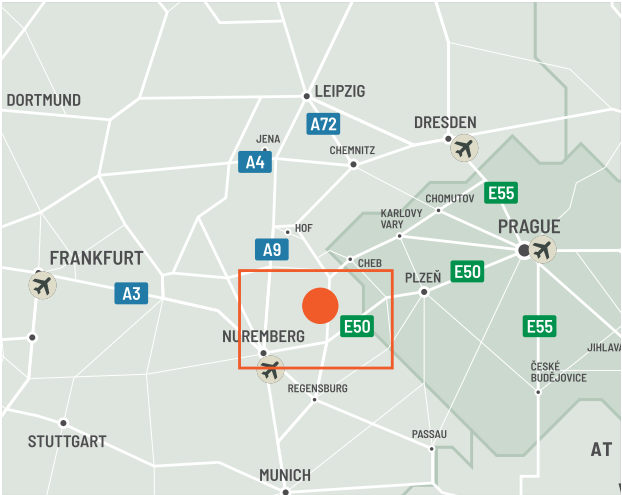 LEIPZIG
DORTMUND
A72
DRESDEN
JENA
CHEMNITZ
A4
E55
CHOMUTOV
KARLOVY
VARY
PRAGUE
HOF
A9
FRANKFURT
CHEB
E50
PLZEŇ
A3
E50
E55
NUREMBERG
JIHLAVA
ČESKÉ
BUDĚJOVICE
REGENSBURG
PASSAU
STUTTGART
AT
MUNICH